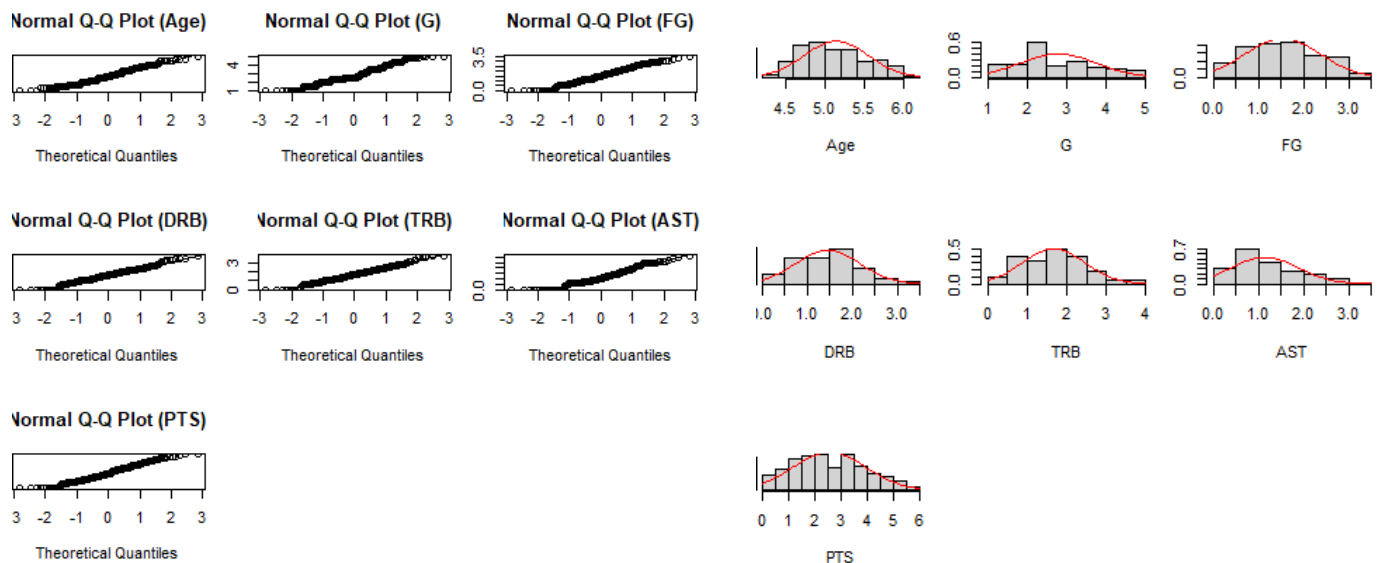 Normal Q-Q Plot (Age) Normal Q-Q Plot (G) Normal Q-Q Plot (FG)
4
1
3.5
0.0
0.6
0.0
0.0
3 -2 -1 0 1 2 3
-3 -2 -1 0 1 2 3
-3 -2 -1 0 1 2 3
4.5 5.0 5.5 6.0
1 2 3 4 5
0.0 1.0 2.0 3.0
Theoretical Quantiles Theoretical Quantiles Theoretical Quantiles
Age G FG
Normal Q-Q Plot (DRB) Normal Q-Q Plot (TRB) Normal Q-Q Plot (AST)
3
0
0.0
0.5
0.0
0.7
0.0
3 -2 -1 0 1 2 3
-3 -2 -1 0 1 2 3
-3 -2 -1 0 1 2 3
0.0 1.0 2.0 3.0
0 1 2 3 4
0.0 1.0 2.0 3.0
Theoretical Quantiles Theoretical Quantiles Theoretical Quantiles
DRB TRB AST
Normal Q-Q Plot (PTS)
3 -2 -1 0 1 2 3
0 1 2 3 4 5 6
Theoretical Quantiles
PTS